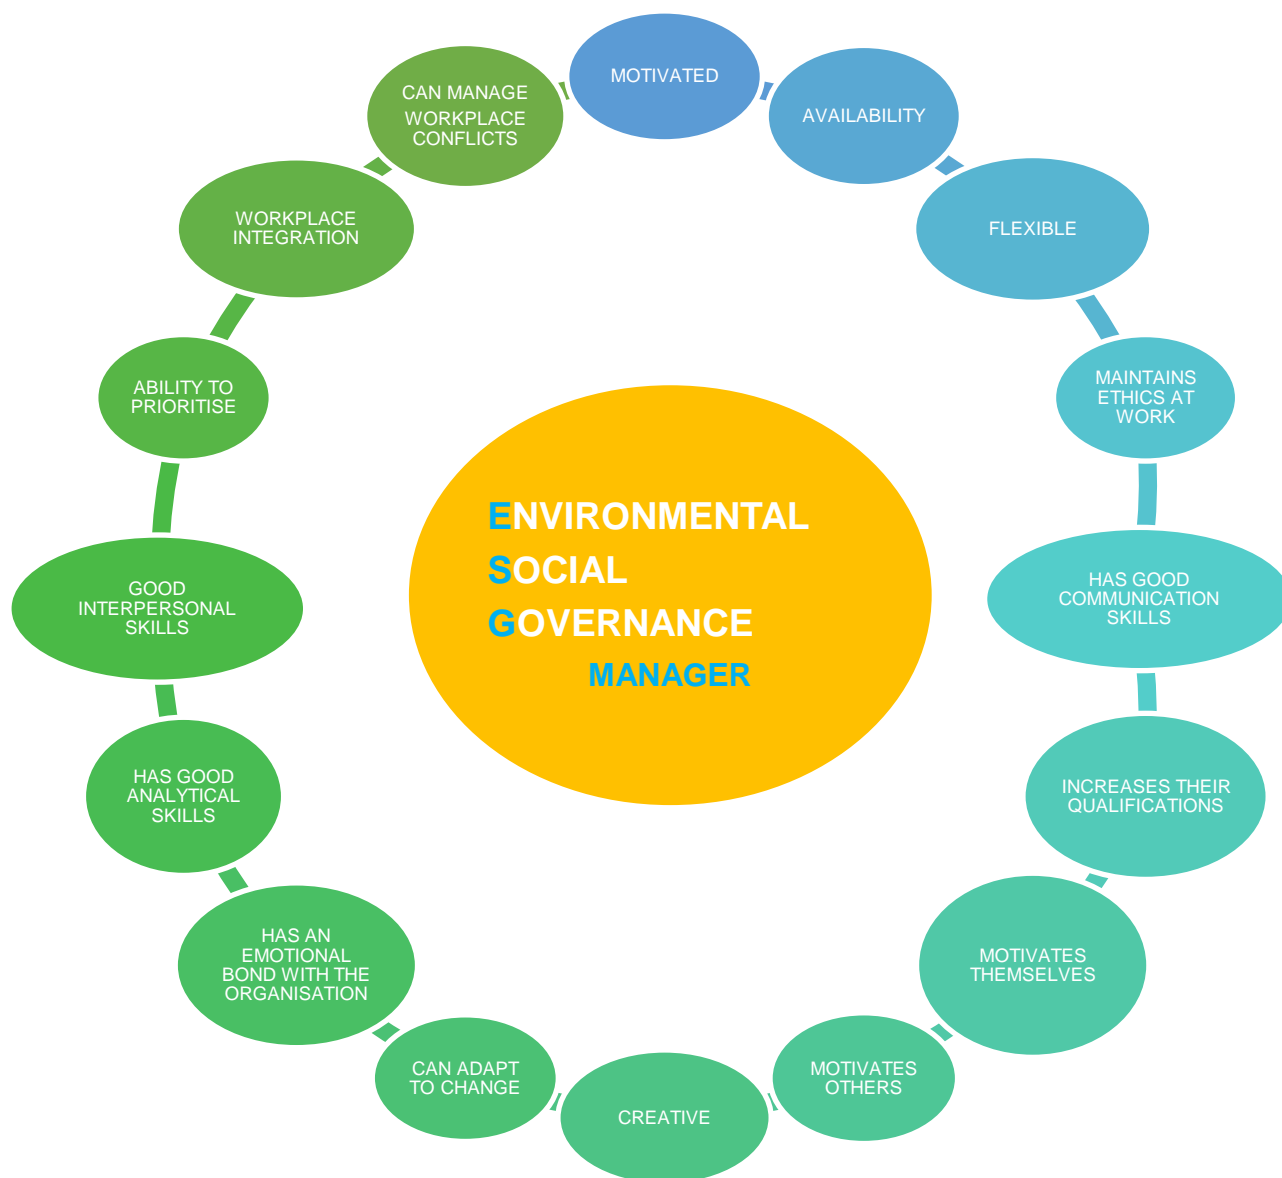 MOTIVATED
AVAILABILITY
FLEXIBLE
MAINTAINS
ETHICS AT
WORK
HAS GOOD
COMMUNICATION
SKILLS
INCREASES THEIR
QUALIFICATIONS
MOTIVATES
THEMSELVES
MOTIVATES
OTHERS
CREATIVE
CAN ADAPT
TO CHANGE
HAS AN
EMOTIONAL
BOND WITH THE
ORGANISATION
HAS GOOD
ANALYTICAL
SKILLS
GOOD
INTERPERSONAL
SKILLS
ABILITY TO
PRIORITISE
WORKPLACE
INTEGRATION
CAN MANAGE
WORKPLACE
CONFLICTS
ENVIRONMENTAL
SOCIAL
GOVERNANCE
MANAGER